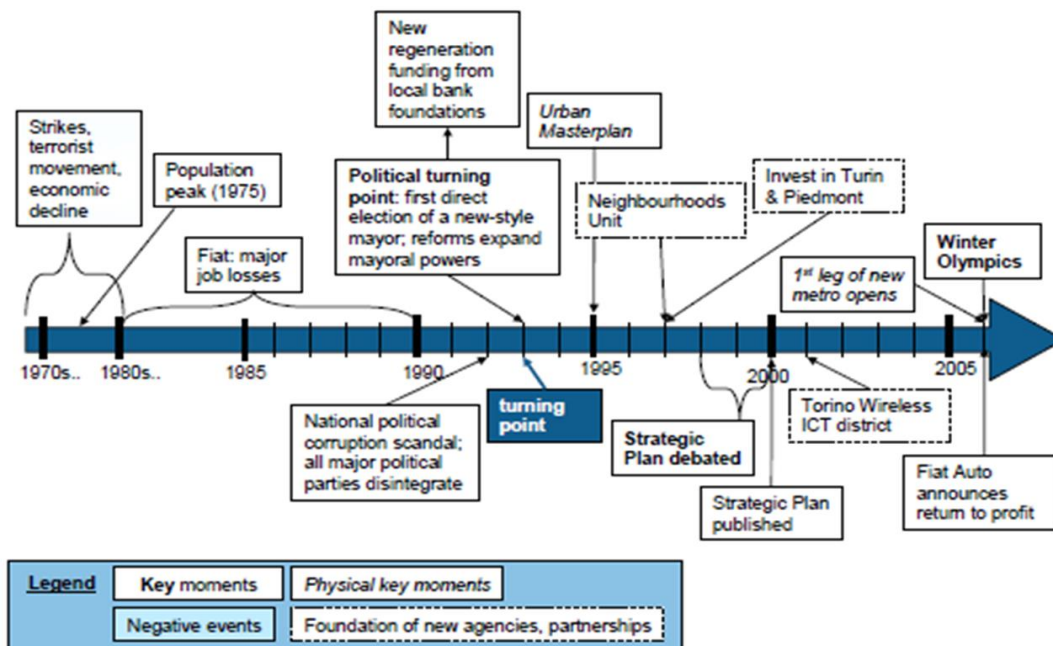 New
regeneration
funding from
local bank
foundations
Urban
Masterplan
Strikes,
terrorist
movement,
economic
decline
Population
peak (1975)
Political turning
point: first direct
election of a new-style
mayor; reforms expand
mayoral powers
Neighbourhoods
Unit
Invest in Turin
& Piedmont
Fiat: major
job losses
1st leg of new
metro opens
Winter
Olympics
1970s..
1980s..
1985
1990
1995
2000
2005
National political
corruption scandal;
all major political
parties disintegrate
turning
point
Strategic
Plan debated
Strategic Plan
published
Torino Wireless
ICT district
Fiat Auto
announces
return to profit
Legend
Key moments
Physical key moments
Negative events
Foundation of new agencies, partnerships